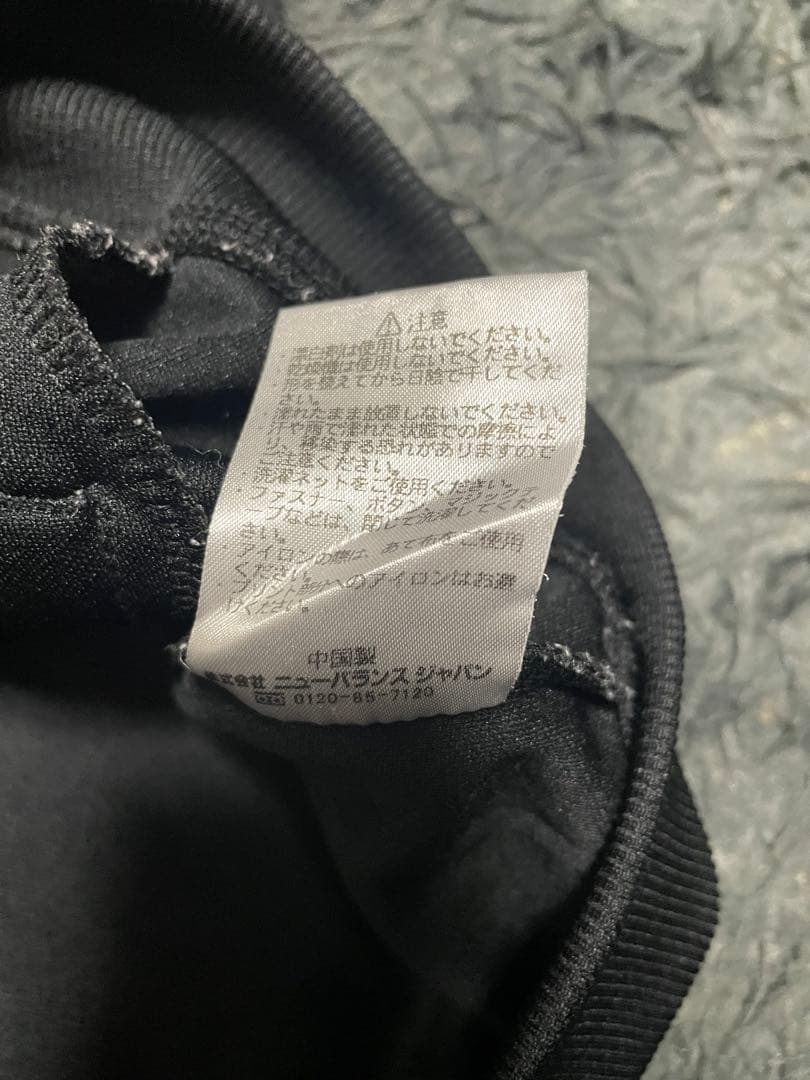 ⚠注意
・漂白剤は使用しないでください。
・乾燥機は使用しないでください。
・形を整えてから日陰で干してくだ
さい。
・濡れたまま放置しないでください。
・汗や雨で濡れた状態での摩擦によ
り、移染する恐れがありますので
ご注意ください。
・洗濯ネットをご使用ください。
・ファスナー、ボタン、マジックテ
ープなどは、閉じて洗濯してくだ
さい。
・アイロンの際は、あて布をご使用
ください。
・プリント部分へのアイロンはお避
けください。
中国製
株式会社 ニューバランス ジャパン
0120-85-7120